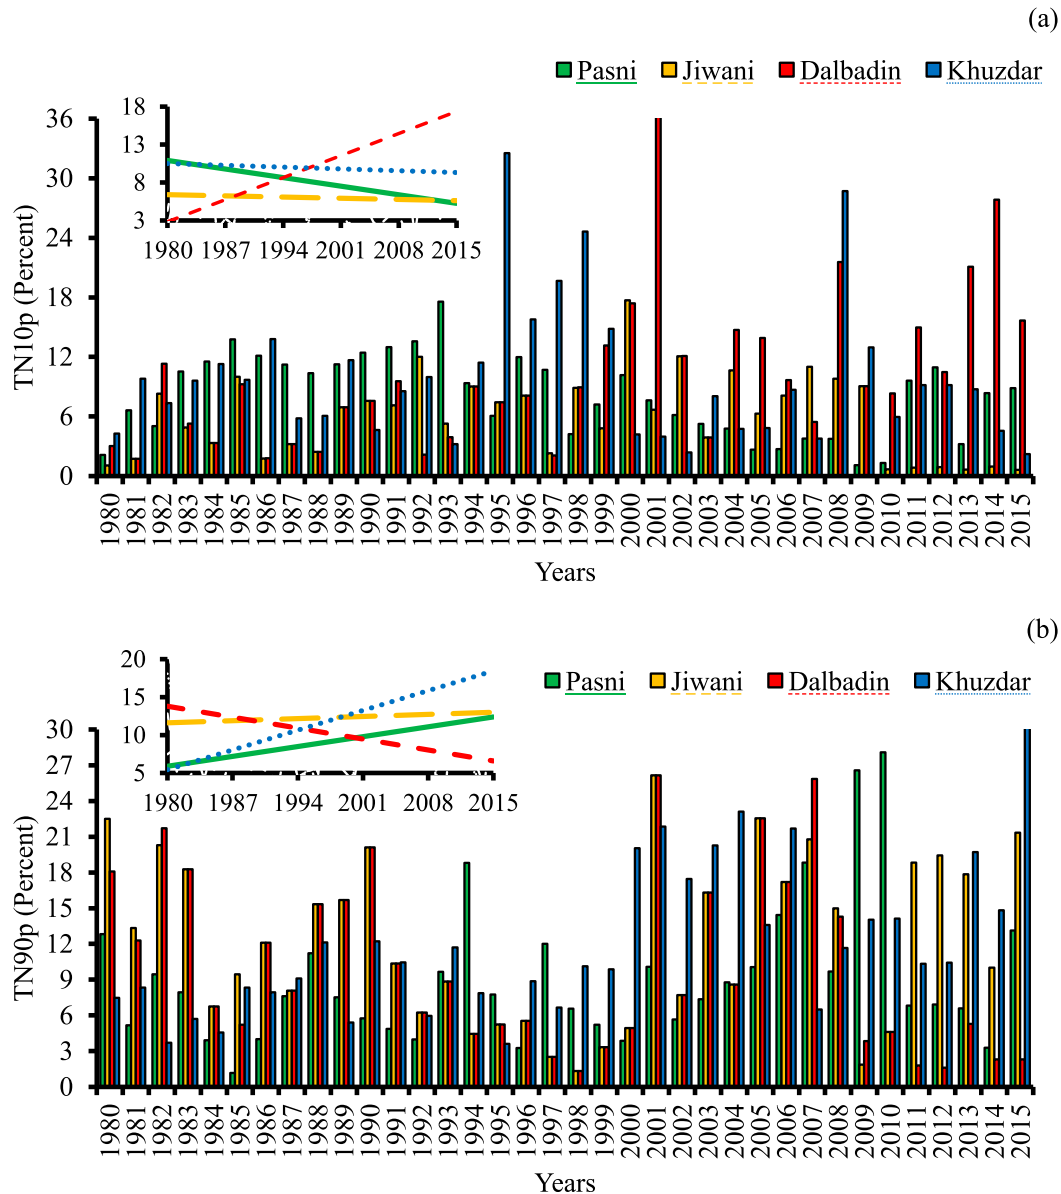 (a)
Pasni Jiwani Dalbadin Khuzdar
TN10p (Percent)
36
30
24
18
12
6
0
18
13
8
3
1980 1987 1994 2001 2008 2015
1980 1981 1982 1983 1984 1985 1986 1987 1988 1989 1990 1991 1992 1993 1994 1995 1996 1997 1998 1999 2000 2001 2002 2003 2004 2005 2006 2007 2008 2009 2010 2011 2012 2013 2014 2015
Years
(b)
Pasni Jiwani Dalbadin Khuzdar
TN90p (Percent)
30
27
24
21
18
15
12
9
6
3
0
20
15
10
5
1980 1987 1994 2001 2008 2015
1980 1981 1982 1983 1984 1985 1986 1987 1988 1989 1990 1991 1992 1993 1994 1995 1996 1997 1998 1999 2000 2001 2002 2003 2004 2005 2006 2007 2008 2009 2010 2011 2012 2013 2014 2015
Years